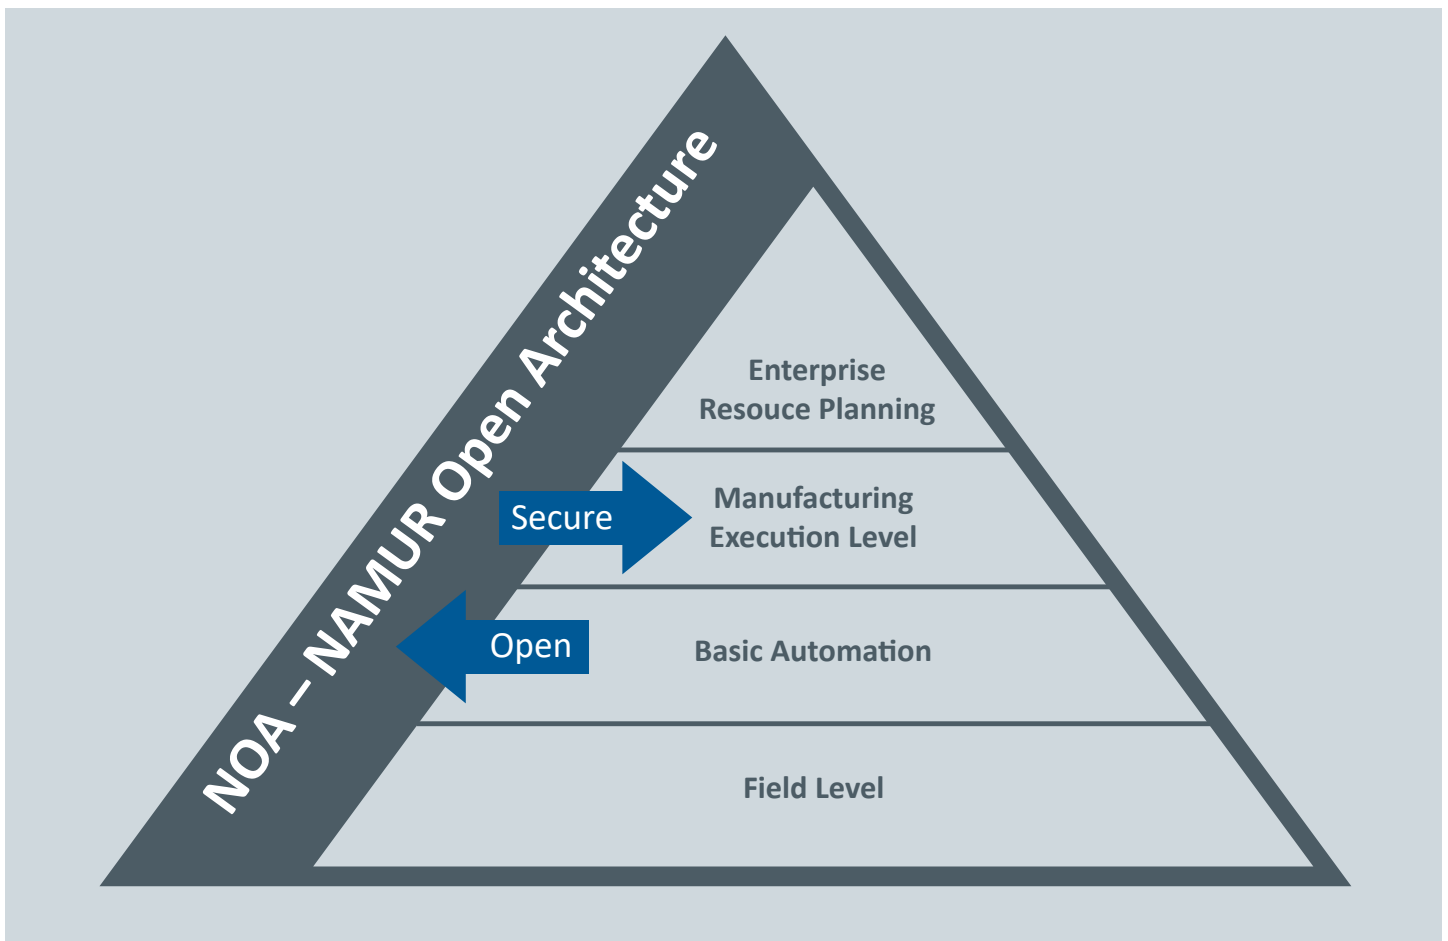 NOA – NAMUR Open Architecture
Enterprise
Resouce Planning
Secure
Manufacturing
Execution Level
Open
Basic Automation
Field Level